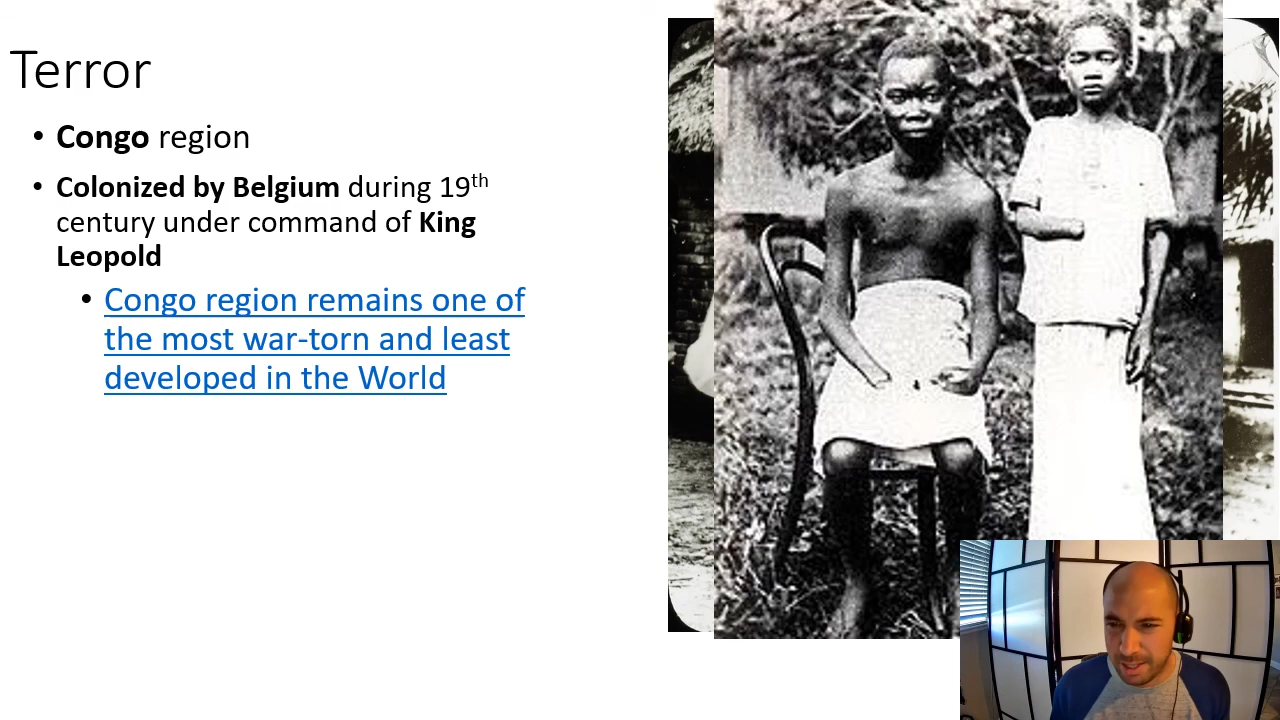 Terror
• Congo region
• Colonized by Belgium during 19th
century under command of King
Leopold
• Congo region remains one of
the most war-torn and least
developed in the World